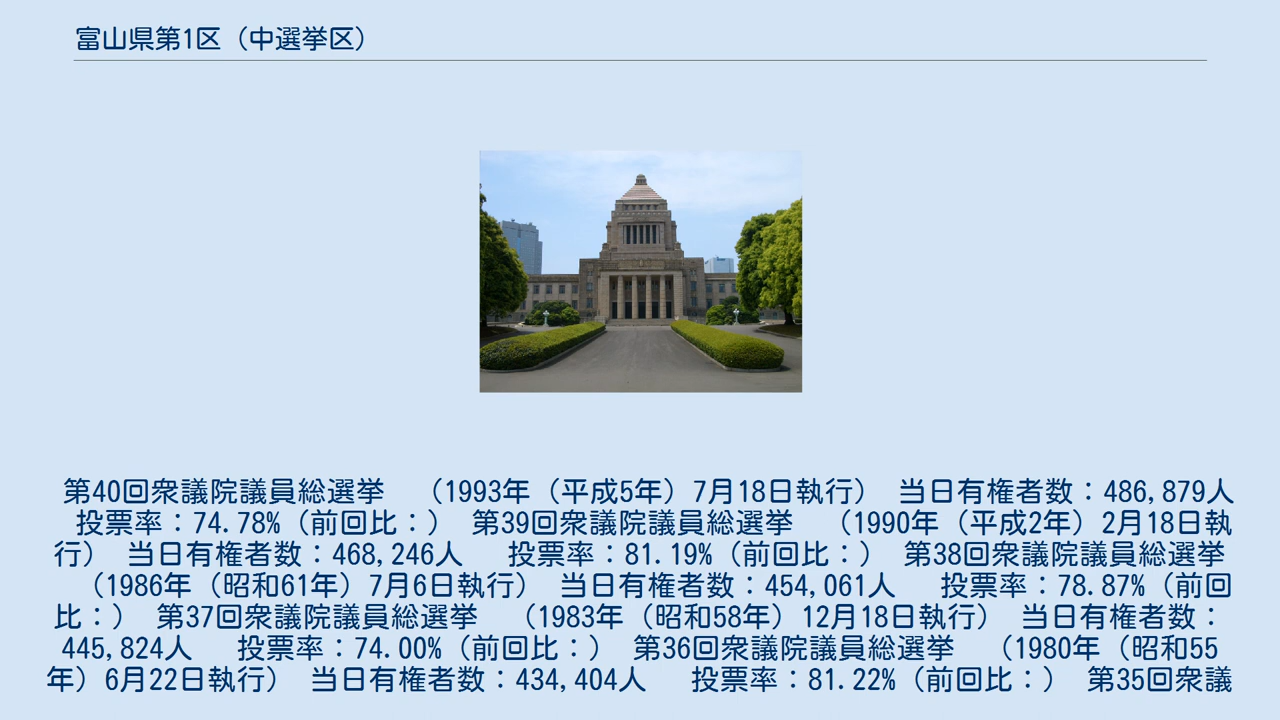 富山県第1区（中選挙区）
第40回衆議院議員総選挙　（1993年（平成5年）7月18日執行） 当日有権者数：486,879人
投票率：74.78%（前回比：） 第39回衆議院議員総選挙　（1990年（平成2年）2月18日執
行） 当日有権者数：468,246人　投票率：81.19%（前回比：） 第38回衆議院議員総選挙
（1986年（昭和61年）7月6日執行） 当日有権者数：454,061人　投票率：78.87%（前回
比：） 第37回衆議院議員総選挙　（1983年（昭和58年）12月18日執行） 当日有権者数：
445,824人　投票率：74.00%（前回比：） 第36回衆議院議員総選挙　（1980年（昭和55
年）6月22日執行） 当日有権者数：434,404人　投票率：81.22%（前回比：） 第35回衆議